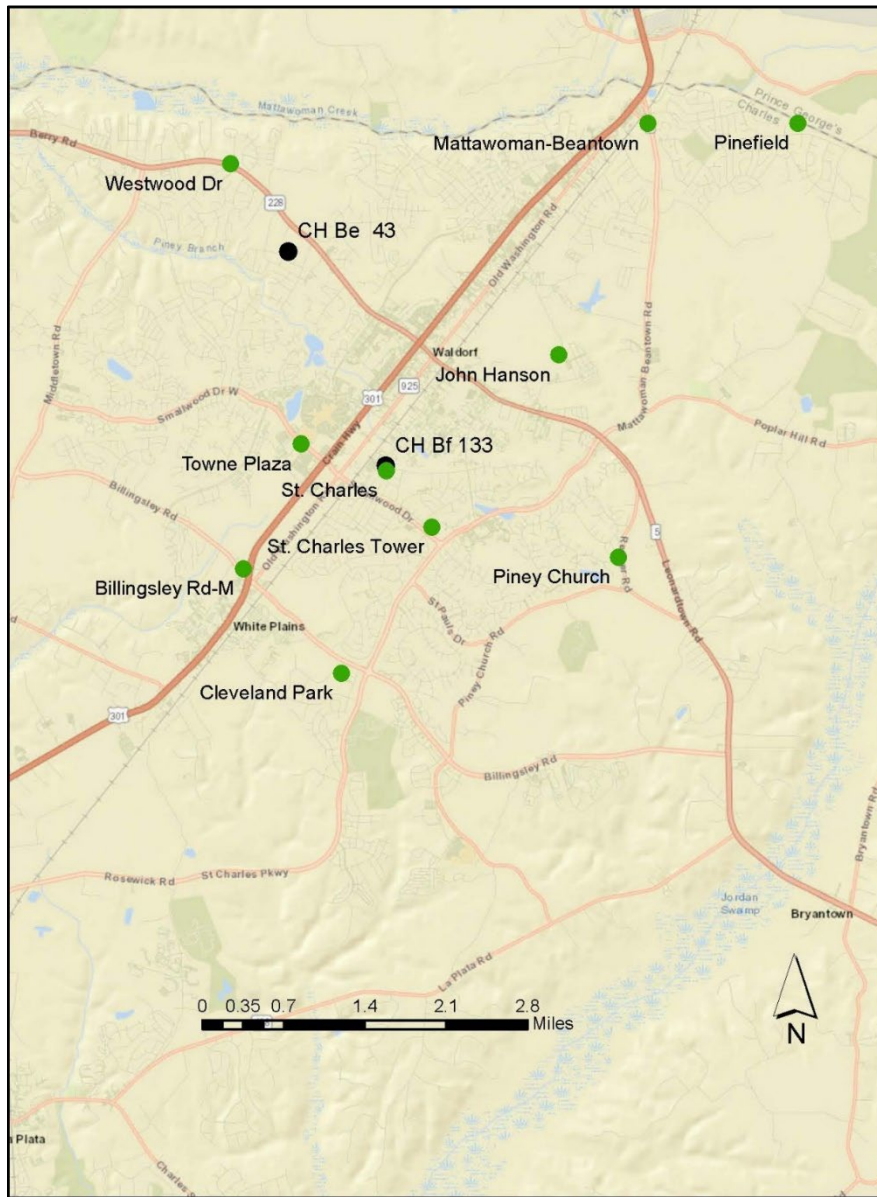 Mattawoman Creek
Prince George's
Charles
Berry Rd
Mattawoman-Beantown
Pinefield
Westwood Dr
228
CH Be 43
Piney Branch
Old Washington Rd
Middletown Rd
Waldorf
John Hanson
Mattawoman Beantown Rd
301
925
Smallwood Dr W
Crain Hwy
Poplar Hill Rd
Towne Plaza
CH Bf 133
St. Charles
Billingsley Rd
St. Charles Tower
5
Piney Church
Leonardtown Rd
Billingsley Rd-M
St Pauls Dr
White Plains
Piney Church Rd
Cleveland Park
301
Billingsley Rd
Bryantown Rd
Rosewick Rd
St Charles Pkwy
Jordan
Swamp
Bryantown
La Plata Rd
0 0.35 0.7 1.4 2.1 2.8
Miles
N
a Plata